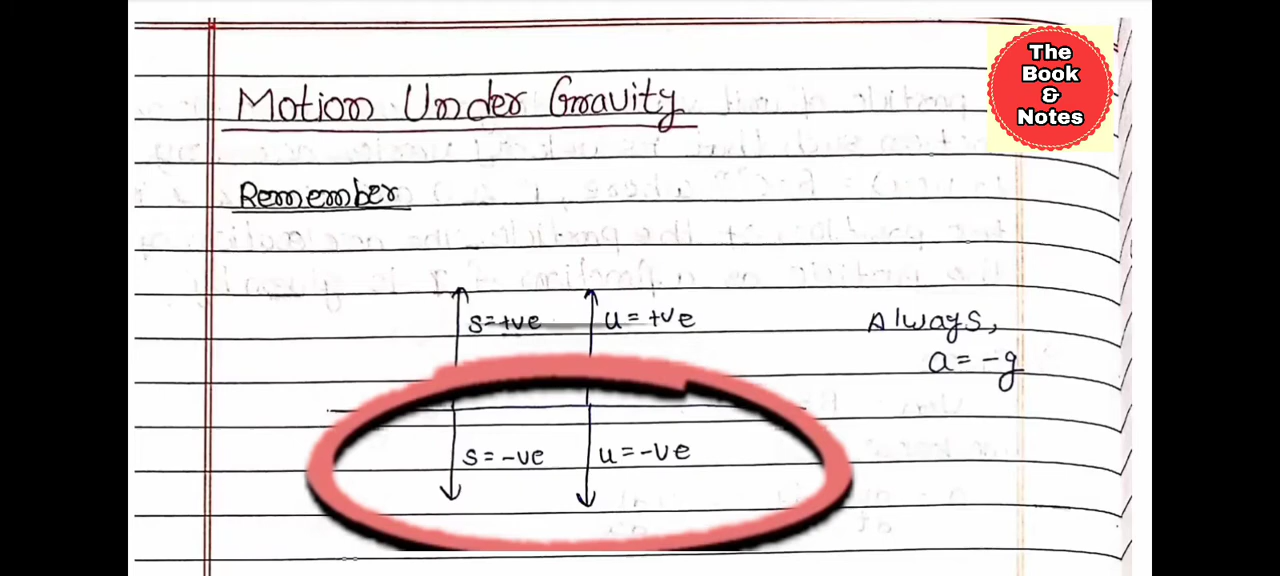 The
Book
&
Notes
Motion Under Gravity
Remember
s=+ve
u=+ve
Always,
a=-g
s=-ve
u=-ve